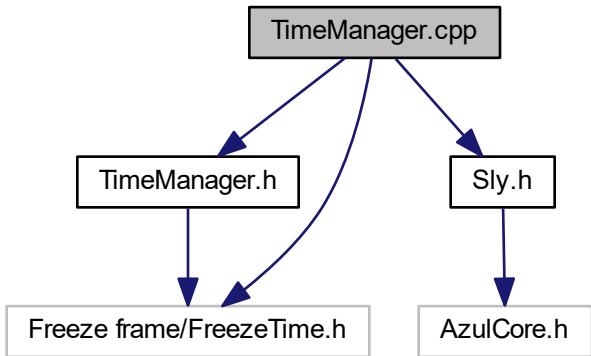 TimeManager.cpp
TimeManager.h
Sly.h
Freeze frame/FreezeTime.h
AzulCore.h